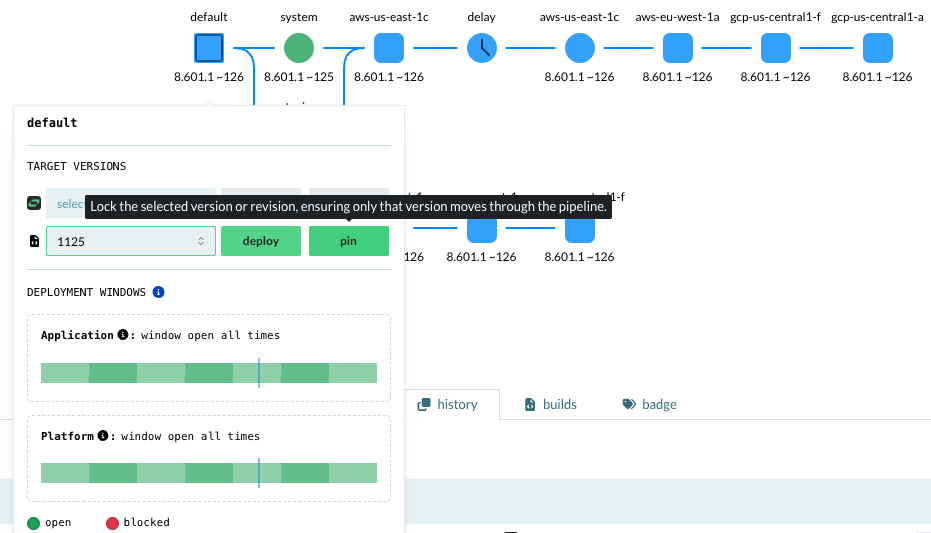 default system aws-us-east-1c delay aws-us-east-1c aws-eu-west-1a gcp-us-central1-f gcp-us-central1-a
8.601.1 ~126 8.601.1 ~125 8.601.1 ~126 8.601.1 ~126 8.601.1 ~126 8.601.1 ~126 8.601.1 ~126
default
TARGET VERSIONS
Lock the selected version or revision, ensuring only that version moves through the pipeline.
1125 deploy pin
126 8.601.1 ~126 8.601.1 ~126
DEPLOYMENT WINDOWS
Application : window open all times
history builds badge
Platform : window open all times
open blocked